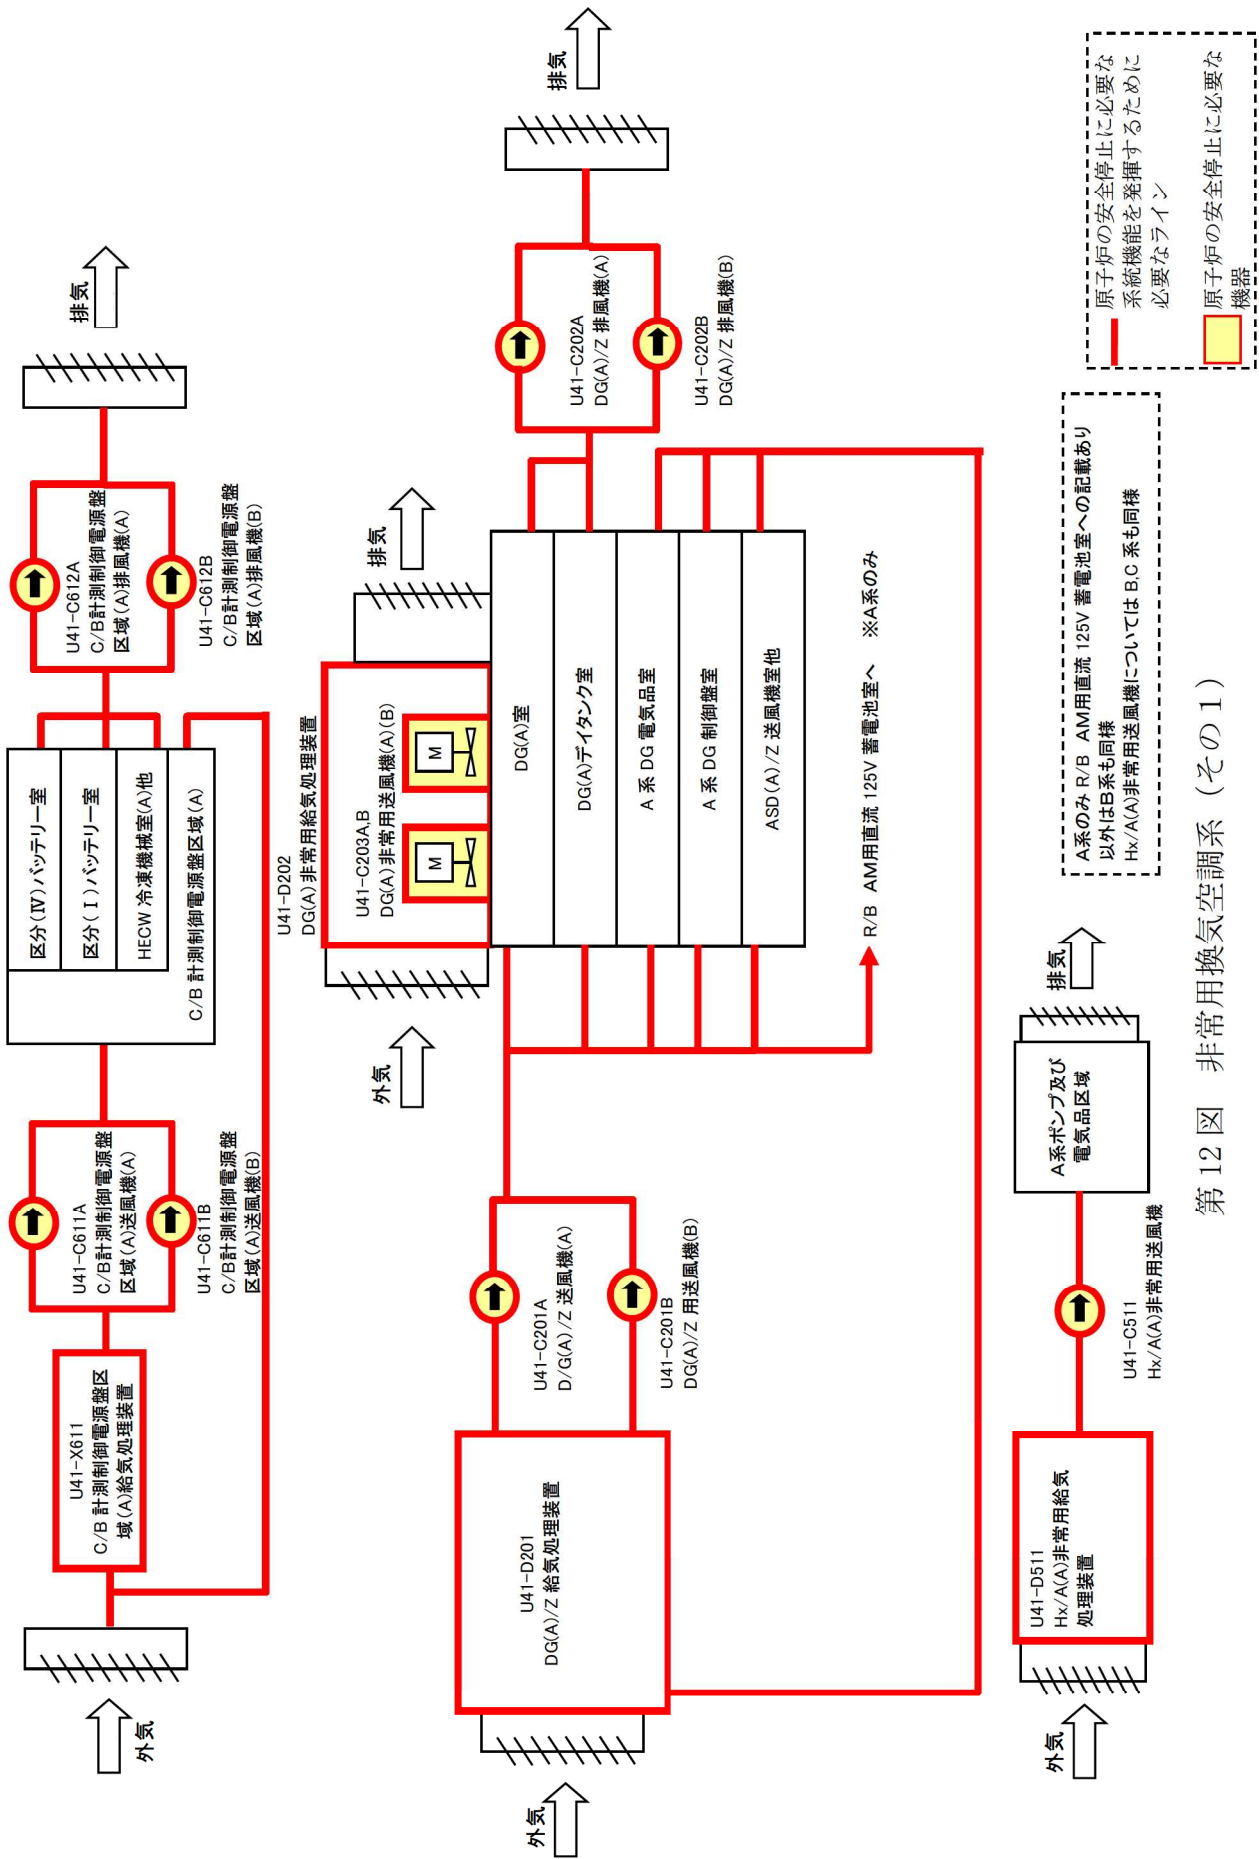 外気
U41-X611
C/B 計測制御電源盤区
域(A)給気処理装置
U41-C611A
C/B計測制御電源盤
区域(A)送風機(A)
U41-C611B
C/B計測制御電源盤
区域(A)送風機(B)
区分(Ⅳ)バッテリー室
区分(Ⅰ)バッテリー室
HECW 冷凍機械室(A)他
C/B 計測制御電源盤区域(A)
U41-C612A
C/B計測制御電源盤
区域(A)排風機(A)
U41-C612B
C/B計測制御電源盤
区域(A)排風機(B)
排気
外気
U41-D202
DG(A)非常用給気処理装置
U41-C203A,B
DG(A)非常用送風機(A)(B)
M
M
排気
外気
U41-D201
DG(A)/Z 給気処理装置
U41-C201A
D/G(A)/Z 送風機(A)
U41-C201B
DG(A)/Z 用送風機(B)
DG(A)室
DG(A)デイタンク室
A 系 DG 電気品室
A 系 DG 制御盤室
ASD(A)/Z 送風機室他
R/B AM用直流 125V 蓄電池室へ ※A系のみ
U41-C202A
DG(A)/Z 排風機(A)
U41-C202B
DG(A)/Z 排風機(B)
排気
外気
U41-D511
Hx/A(A)非常用給気
処理装置
U41-C511
Hx/A(A)非常用送風機
A系ポンプ及び
電気品区域
排気
A系のみ R/B AM用直流 125V 蓄電池室への記載あり
以外はB系も同様
Hx/A(A)非常用送風機については B,C 系も同様
原子炉の安全停止に必要な
系統機能を発揮するために
必要なライン
原子炉の安全停止に必要な
機器
第 12 図 非常用換気空調系（その 1）